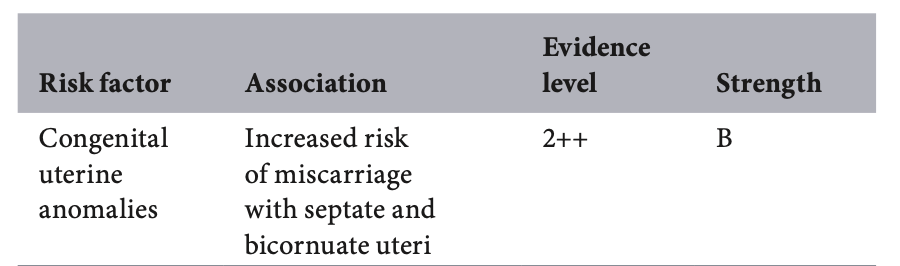 Risk factor Association Evidence level Strength
Congenital uterine anomalies Increased risk of miscarriage with septate and bicornuate uteri 2++ B